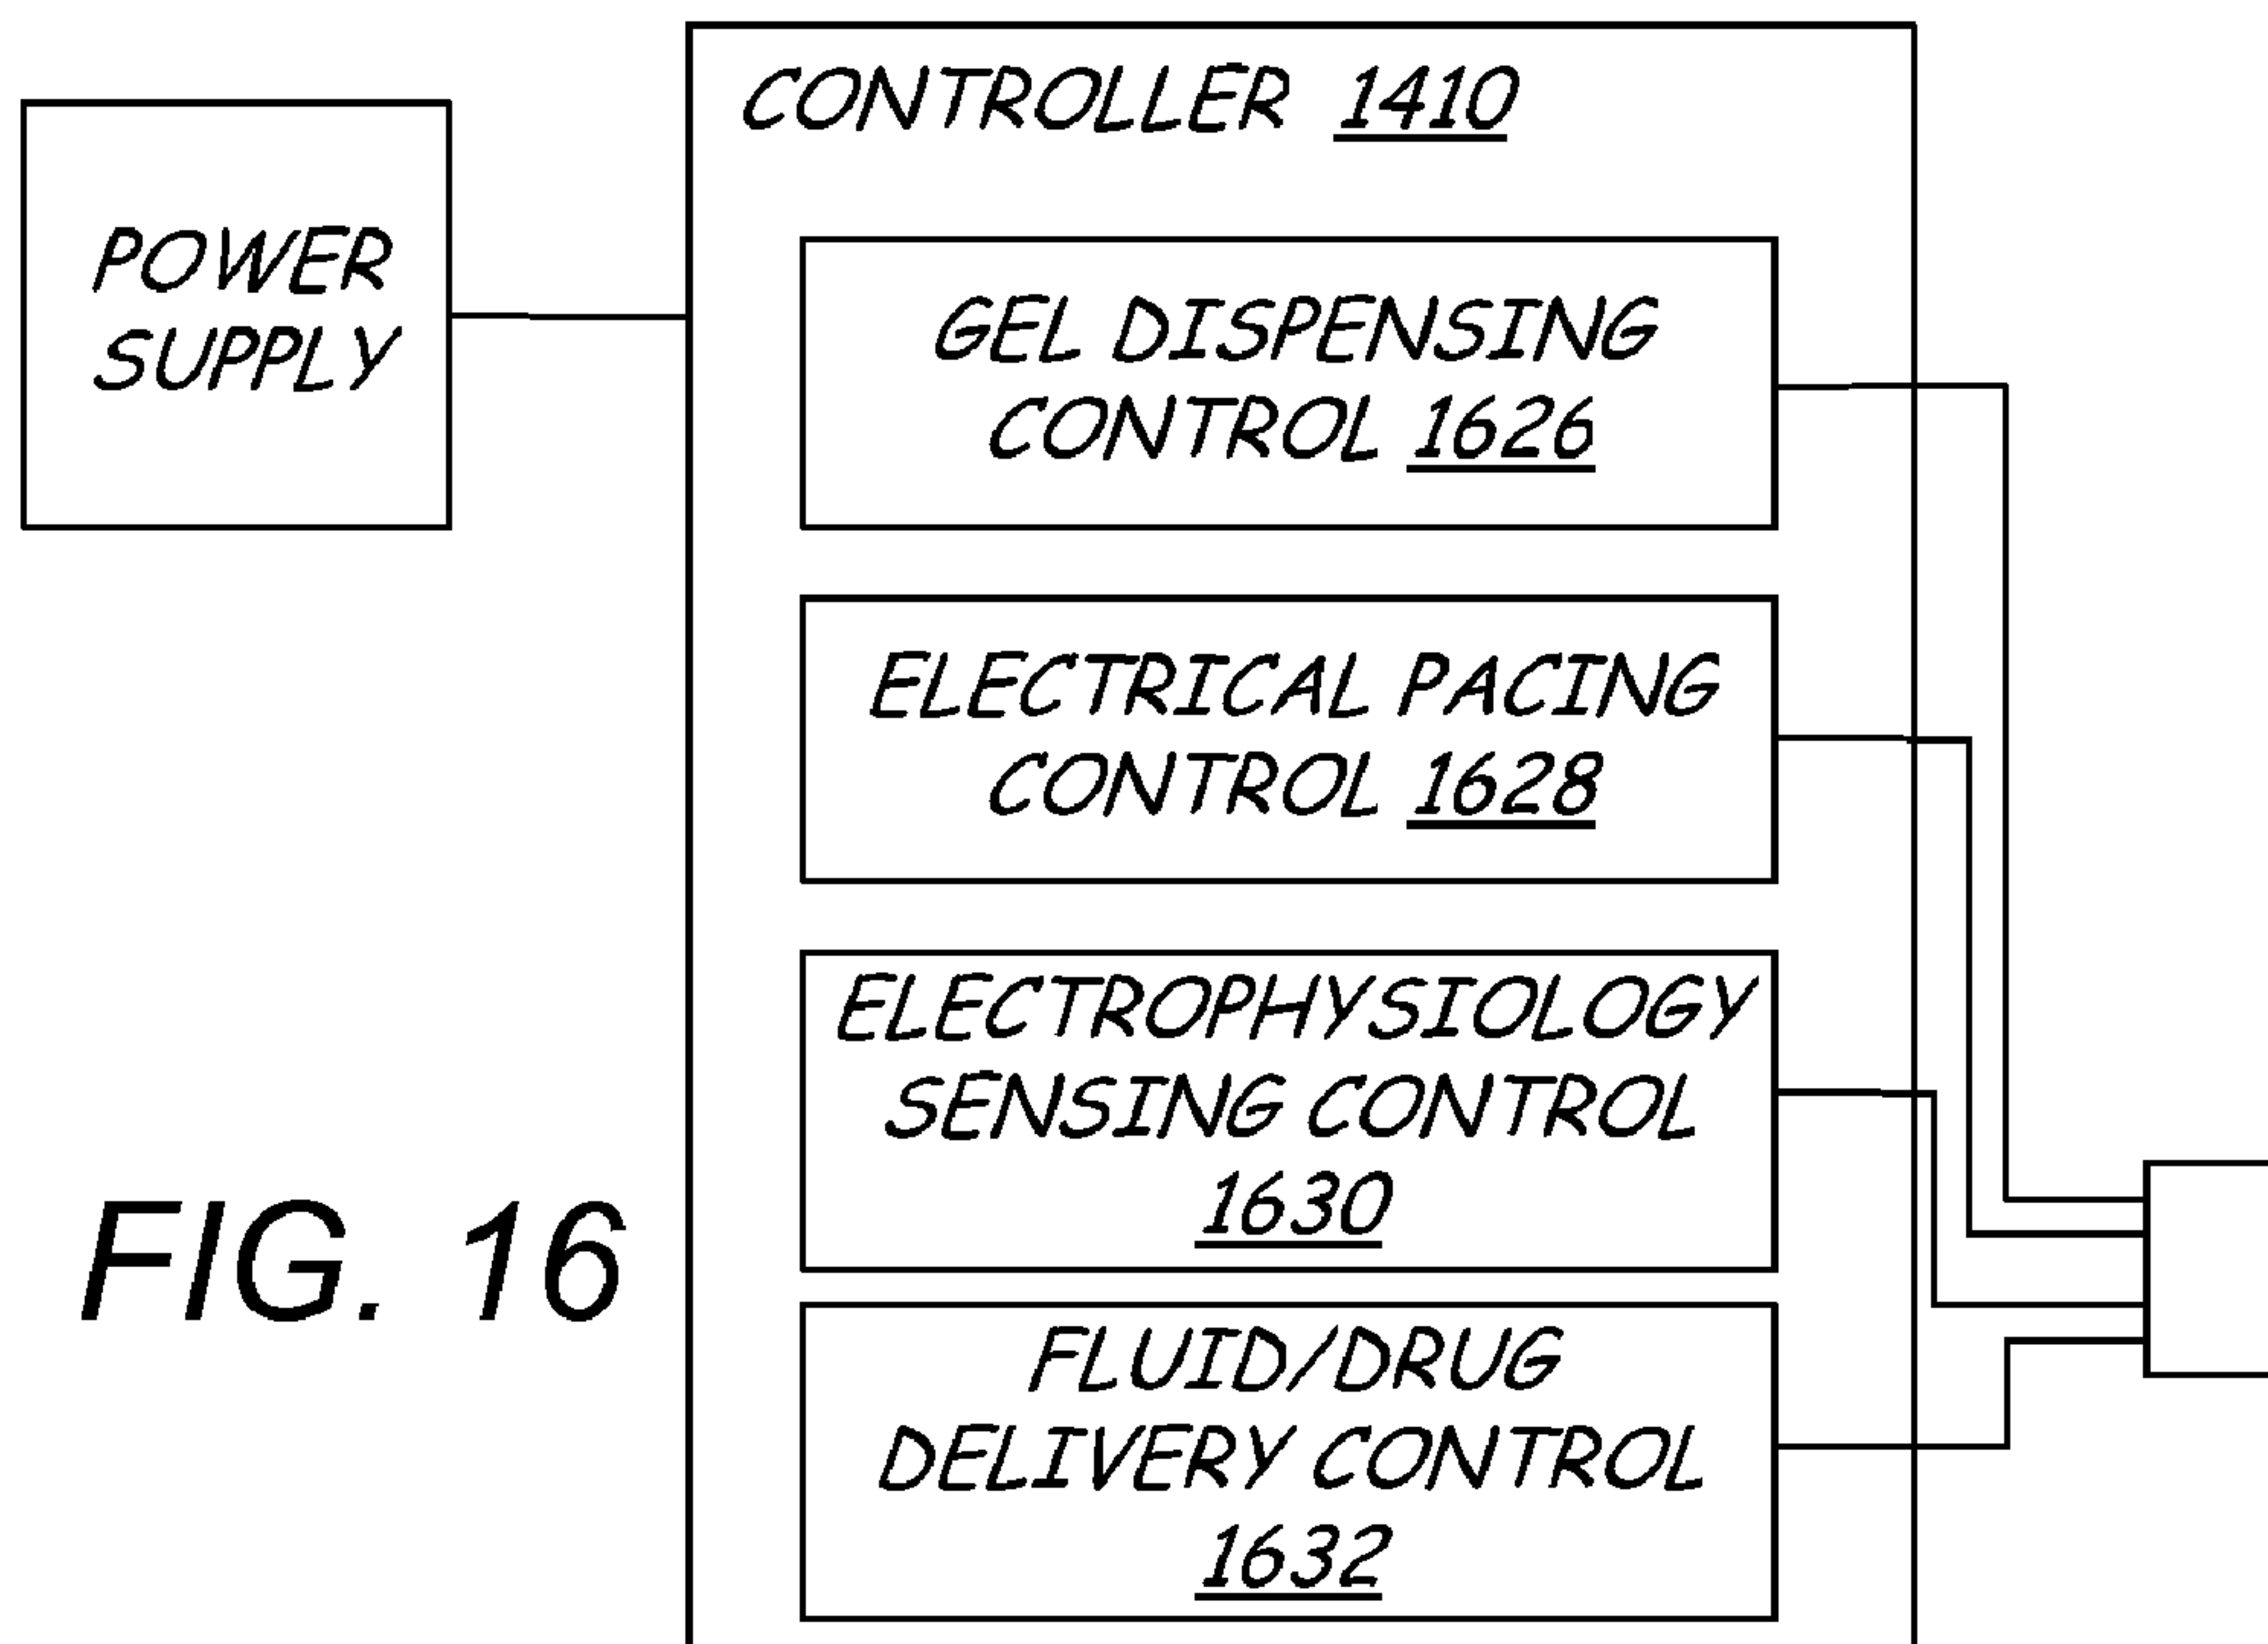 CONTROLLER 1410
POWER
SUPPLY
GEL DISPENSING
CONTROL 1626
ELECTRICAL PACING
CONTROL 1628
ELECTROPHYSIOLOGY
SENSING CONTROL
1630
FLUID/DRUG
DELIVERY CONTROL
1632
FIG. 16